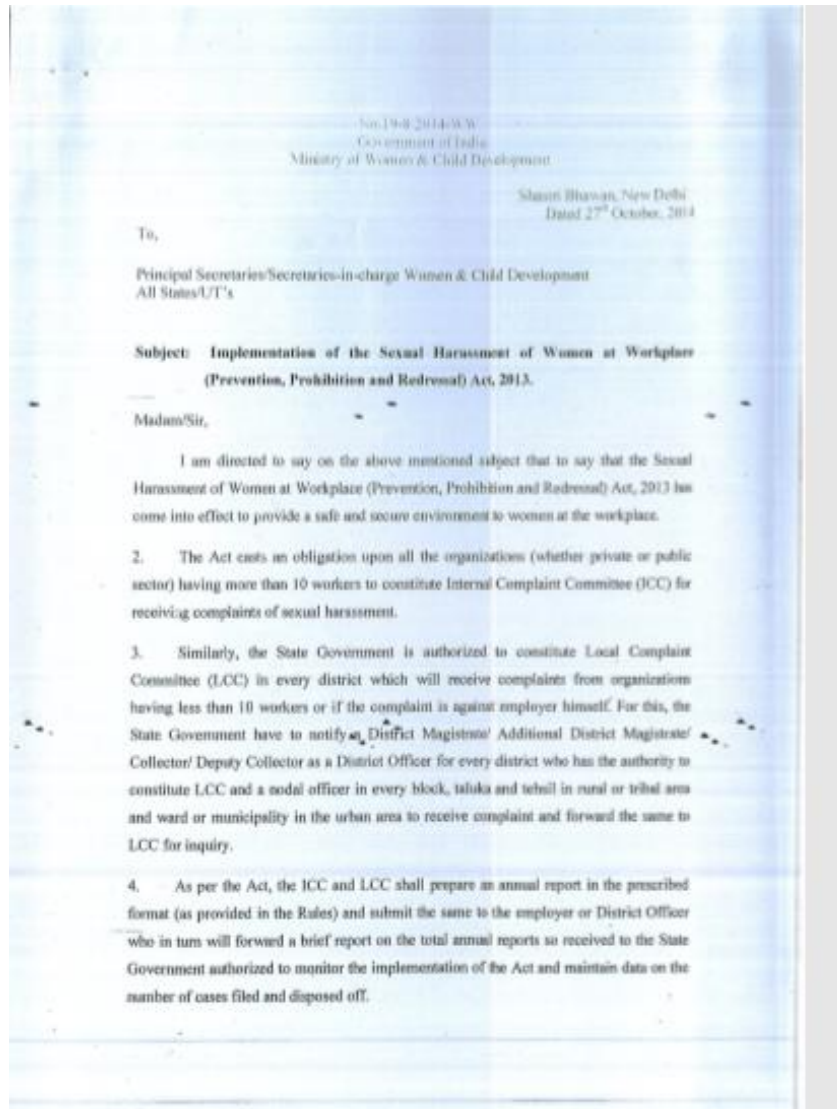 No.19-8/2014-WW
Government of India
Ministry of Women & Child Development
Shastri Bhawan, New Delhi
Dated 27th October, 2014
To,
Principal Secretaries/Secretaries-in-charge Women & Child Development
All States/UT's
Subject: Implementation of the Sexual Harassment of Women at Workplace
(Prevention, Prohibition and Redressal) Act, 2013.
Madam/Sir,
I am directed to say on the above mentioned subject that to say that the Sexual
Harassment of Women at Workplace (Prevention, Prohibition and Redressal) Act, 2013 has
come into effect to provide a safe and secure environment to women at the workplace.
2. The Act casts an obligation upon all the organizations (whether private or public
sector) having more than 10 workers to constitute Internal Complaint Committee (ICC) for
receiving complaints of sexual harassment.
3. Similarly, the State Government is authorized to constitute Local Complaint
Committee (LCC) in every district which will receive complaints from organizations
having less than 10 workers or if the complaint is against employer himself. For this, the
State Government have to notify a District Magistrate/ Additional District Magistrate/
Collector/ Deputy Collector as a District Officer for every district who has the authority to
constitute LCC and a nodal officer in every block, taluka and tehsil in rural or tribal area
and ward or municipality in the urban area to receive complaint and forward the same to
LCC for inquiry.
4. As per the Act, the ICC and LCC shall prepare an annual report in the prescribed
format (as provided in the Rules) and submit the same to the employer or District Officer
who in turn will forward a brief report on the total annual reports so received to the State
Government authorized to monitor the implementation of the Act and maintain data on the
number of cases filed and disposed off.